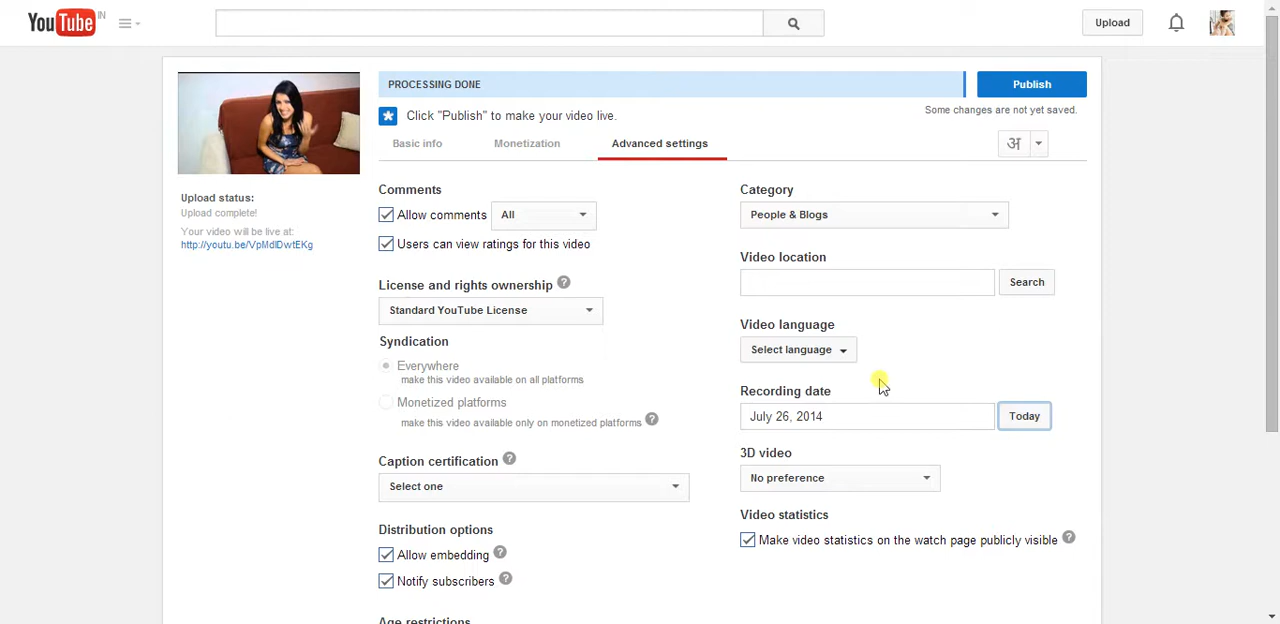 YouTube IN
Upload
PROCESSING DONE
Publish
Click "Publish" to make your video live.
Some changes are not yet saved.
Basic info
Monetization
Advanced settings
अ
Upload status:
Upload complete!
Your video will be live at:
http://youtu.be/VpMdIDwtEKg
Comments
Allow comments
All
Users can view ratings for this video
License and rights ownership ?
Standard YouTube License
Syndication
Everywhere
make this video available on all platforms
Monetized platforms
make this video available only on monetized platforms ?
Caption certification ?
Select one
Distribution options
Allow embedding ?
Notify subscribers ?
Age restrictions
Category
People & Blogs
Video location
Search
Video language
Select language
Recording date
July 26, 2014
Today
3D video
No preference
Video statistics
Make video statistics on the watch page publicly visible ?